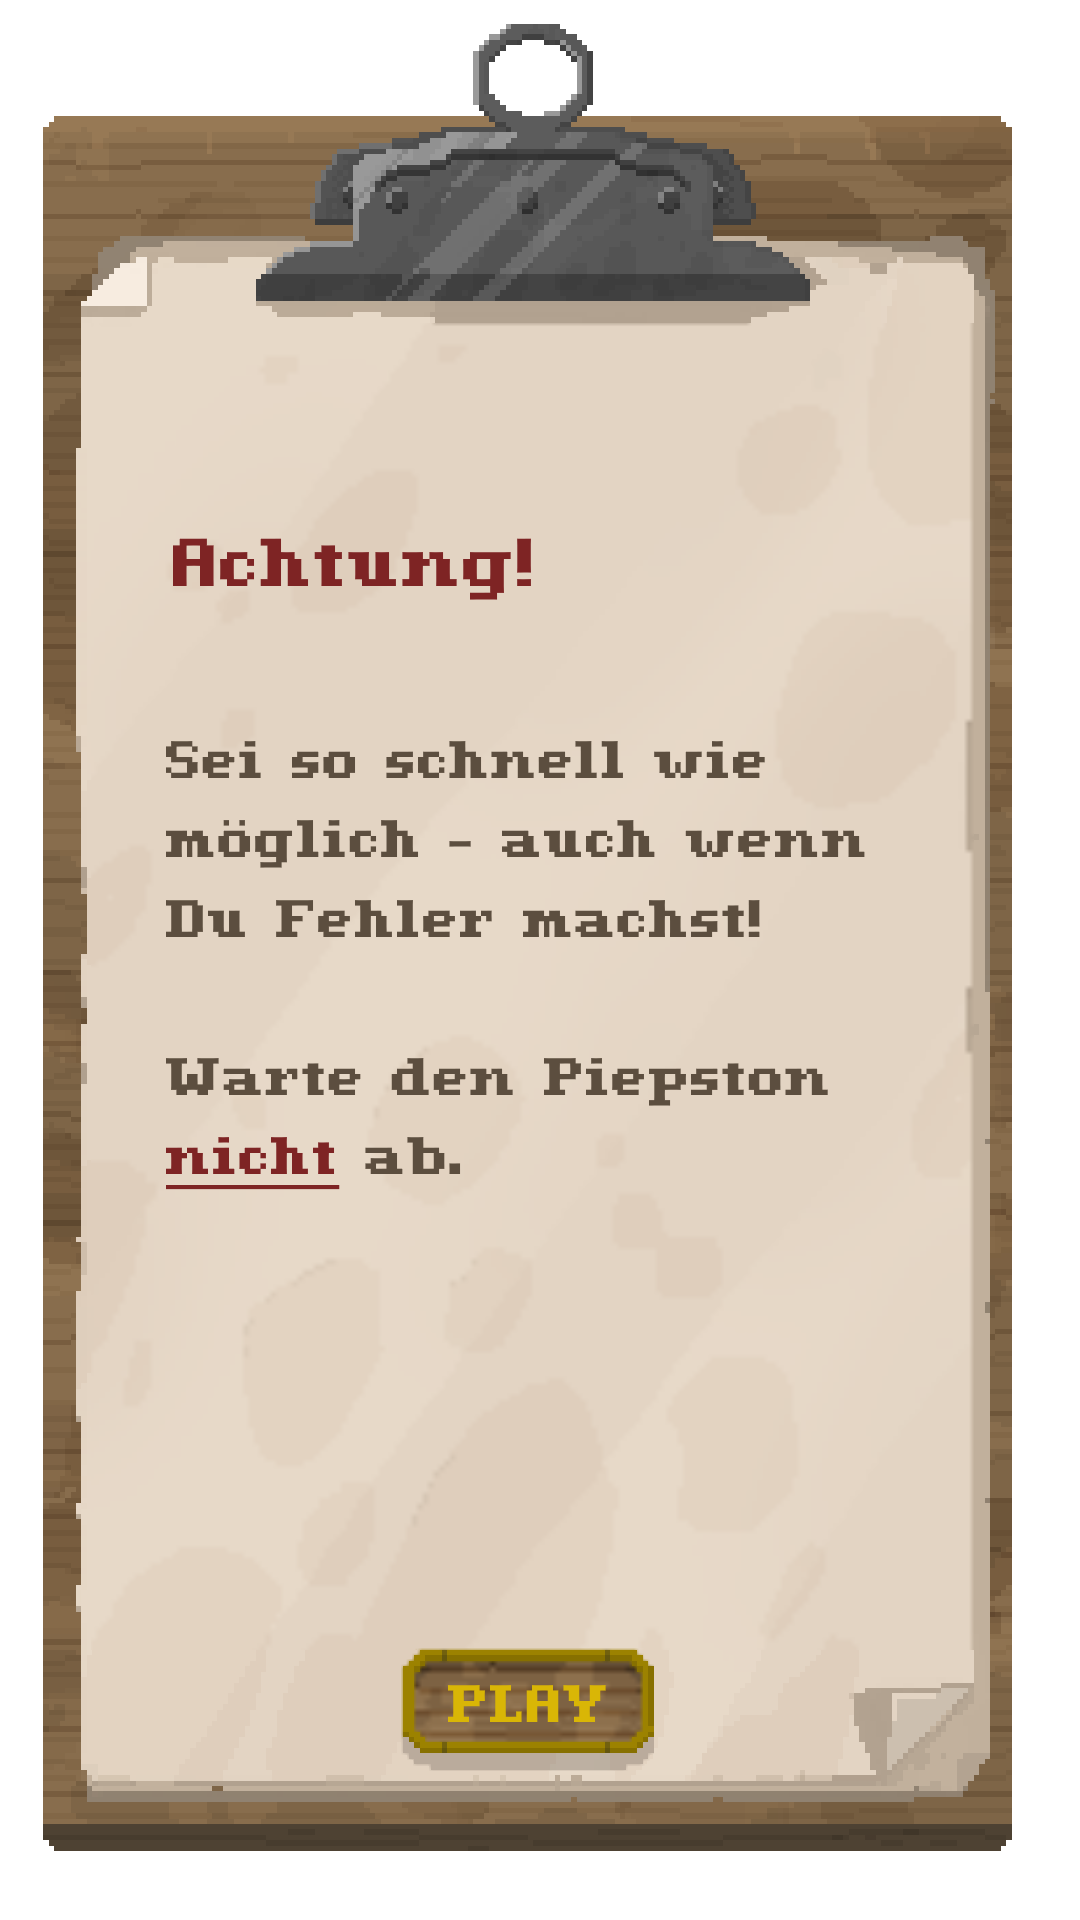 Achtung!
Sei so schnell wie
möglich - auch wenn
Du Fehler machst!
Warte den Piepston
nicht ab.
PLAY